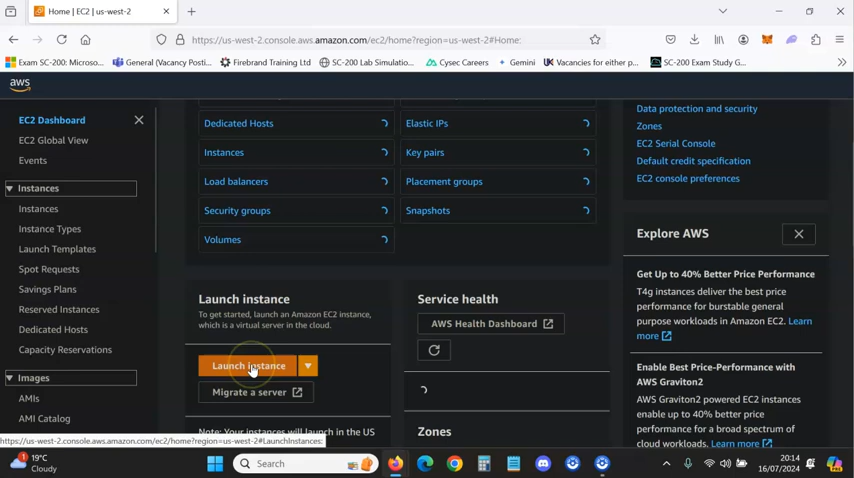 Home | EC2 | us-west-2
https://us-west-2.console.aws.amazon.com/ec2/home?region=us-west-2#Home:
Exam SC-200: Microso...
General (Vacancy Posti...
Firebrand Training Ltd
SC-200 Lab Simulatio...
Cysec Careers
Gemini
Vacancies for either p...
SC-200 Exam Study G...
aws
EC2 Dashboard
EC2 Global View
Events
Instances
Instances
Instance Types
Launch Templates
Spot Requests
Savings Plans
Reserved Instances
Dedicated Hosts
Capacity Reservations
Images
AMIs
AMI Catalog
Dedicated Hosts
Elastic IPs
Instances
Key pairs
Load balancers
Placement groups
Security groups
Snapshots
Volumes
Launch instance
To get started, launch an Amazon EC2 instance,
which is a virtual server in the cloud.
Launch instance
Migrate a server
Note: Your instances will launch in the US
Service health
AWS Health Dashboard
Zones
Data protection and security
Zones
EC2 Serial Console
Default credit specification
EC2 console preferences
Explore AWS
Get Up to 40% Better Price Performance
T4g instances deliver the best price
performance for burstable general
purpose workloads in Amazon EC2. Learn
more
Enable Best Price-Performance with
AWS Graviton2
AWS Graviton2 powered EC2 instances
enable up to 40% better price
performance for a broad spectrum of
cloud workloads. Learn more
https://us-west-2.console.aws.amazon.com/ec2/home?region=us-west-2#LaunchInstances:
19°C
Cloudy
Search
20:14
16/07/2024